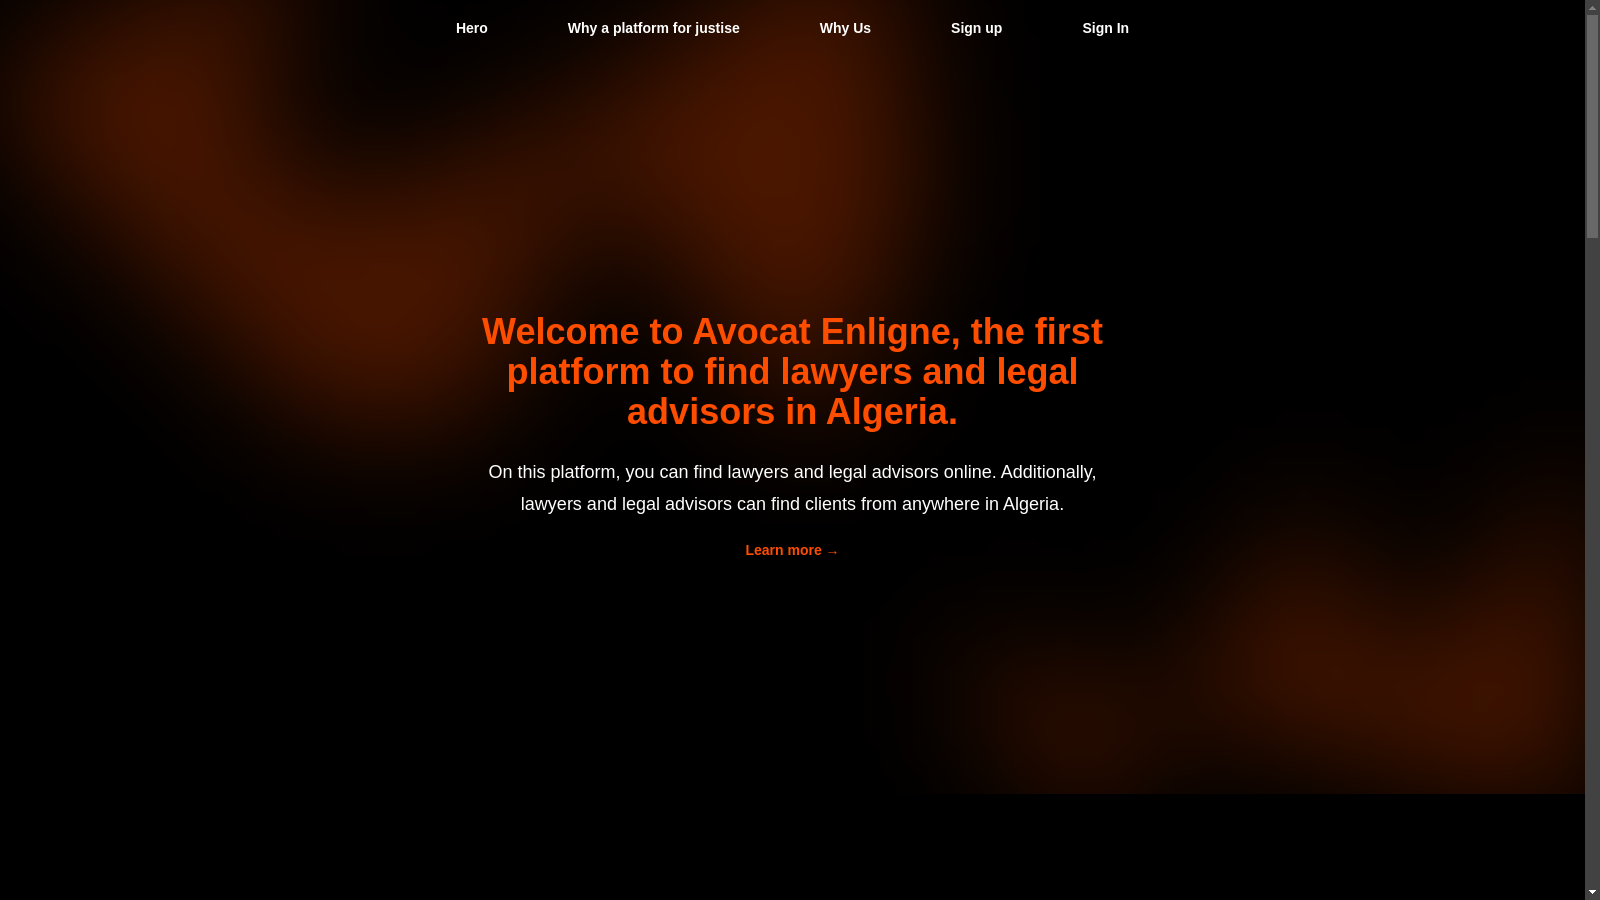 Hero
Why a platform for justise
Why Us
Sign up
Sign In
Welcome to Avocat Enligne, the first
platform to find lawyers and legal
advisors in Algeria.
On this platform, you can find lawyers and legal advisors online. Additionally,
lawyers and legal advisors can find clients from anywhere in Algeria.
Learn more →